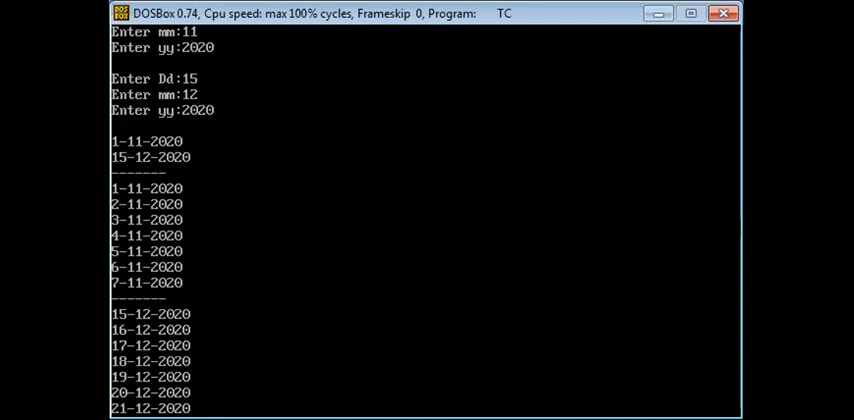 DOS
BOX
DOSBox 0.74, Cpu speed: max 100% cycles, Frameskip 0, Program: TC
Enter mm:11
Enter yy:2020
Enter Dd:15
Enter mm:12
Enter yy:2020
1-11-2020
15-12-2020
-------
1-11-2020
2-11-2020
3-11-2020
4-11-2020
5-11-2020
6-11-2020
7-11-2020
-------
15-12-2020
16-12-2020
17-12-2020
18-12-2020
19-12-2020
20-12-2020
21-12-2020